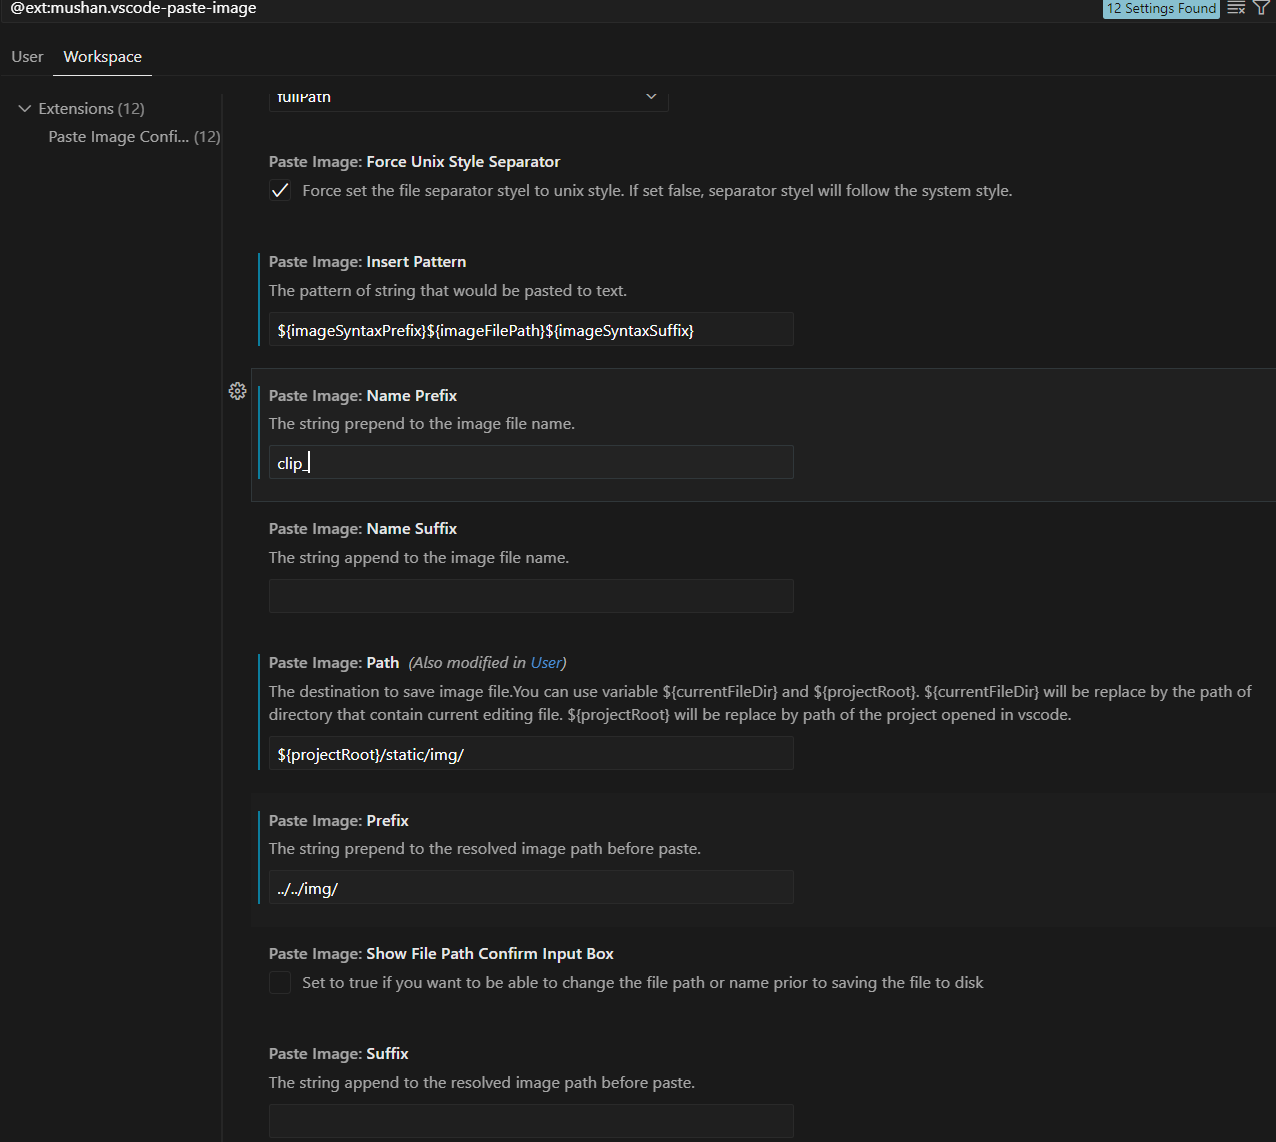 @ext:mushan.vscode-paste-image
12 Settings Found
User
Workspace
Extensions (12)
Paste Image Confi... (12)
fullPath
Paste Image: Force Unix Style Separator
Force set the file separator styel to unix style. If set false, separator styel will follow the system style.
Paste Image: Insert Pattern
The pattern of string that would be pasted to text.
${imageSyntaxPrefix}${imageFilePath}${imageSyntaxSuffix}
Paste Image: Name Prefix
The string prepend to the image file name.
clip_
Paste Image: Name Suffix
The string append to the image file name.
Paste Image: Path (Also modified in User)
The destination to save image file.You can use variable ${currentFileDir} and ${projectRoot}. ${currentFileDir} will be replace by the path of
directory that contain current editing file. ${projectRoot} will be replace by path of the project opened in vscode.
${projectRoot}/static/img/
Paste Image: Prefix
The string prepend to the resolved image path before paste.
../../img/
Paste Image: Show File Path Confirm Input Box
Set to true if you want to be able to change the file path or name prior to saving the file to disk
Paste Image: Suffix
The string append to the resolved image path before paste.